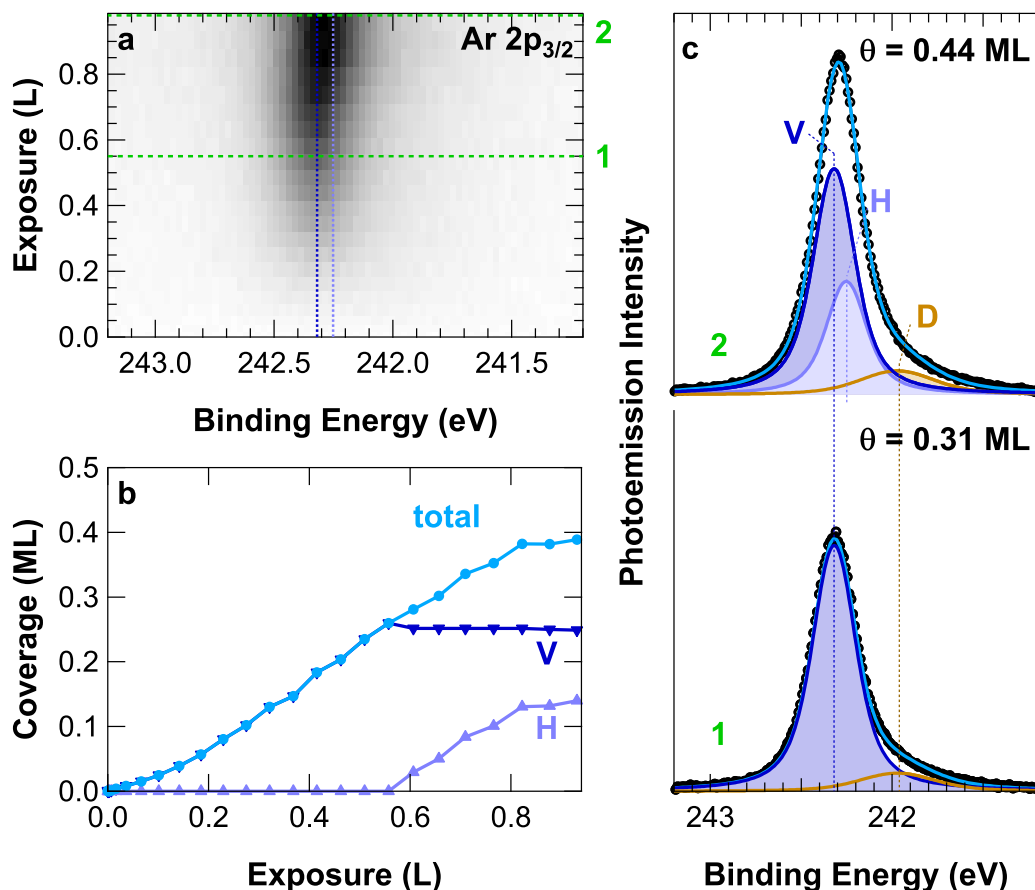 a
Ar 2p3/2
2
1
Exposure (L)
0.8
0.6
0.4
0.2
0.0
243.0
242.5
242.0
241.5
Binding Energy (eV)
b
total
V
H
Coverage (ML)
0.5
0.4
0.3
0.2
0.1
0.0
0.0
0.2
0.4
0.6
0.8
Exposure (L)
c
θ = 0.44 ML
V
H
D
2
Photoemission Intensity
θ = 0.31 ML
1
243
242
Binding Energy (eV)